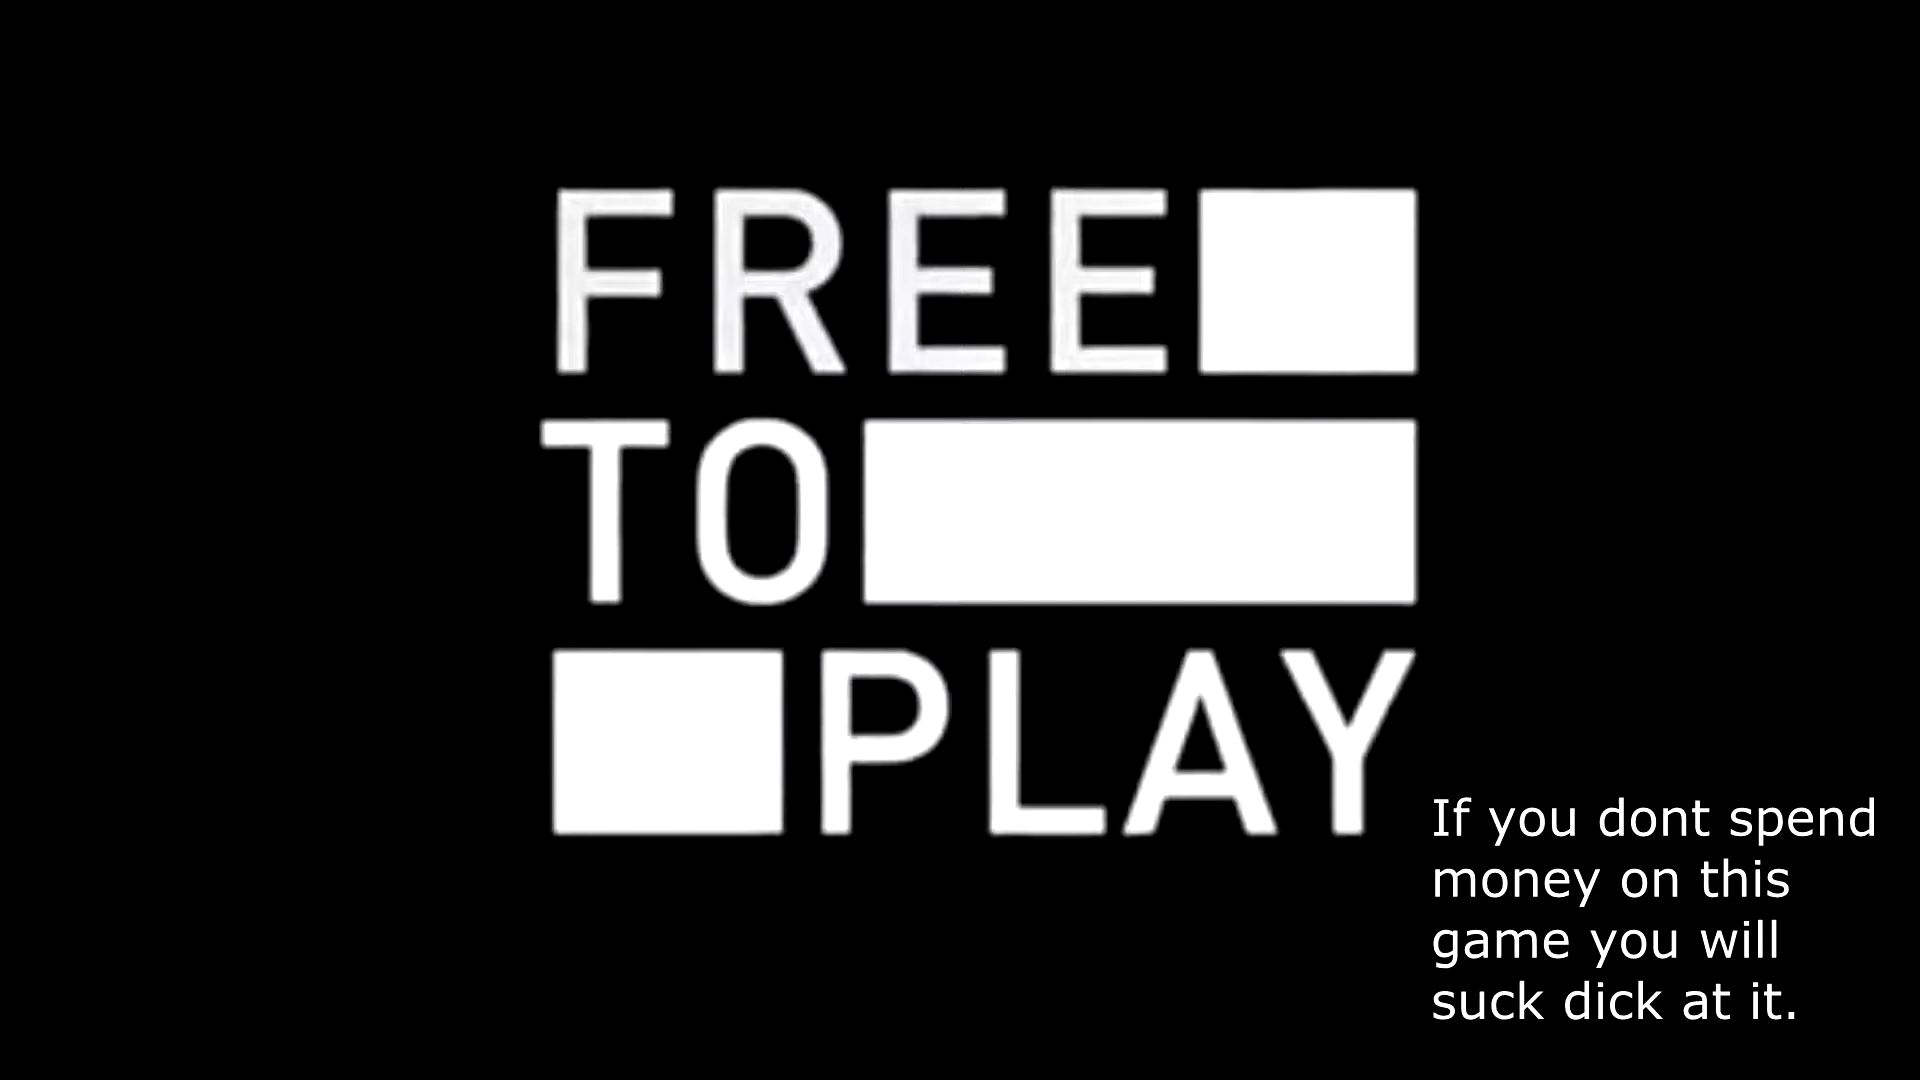 FREE
TO
PLAY
If you dont spend
money on this
game you will
suck dick at it.